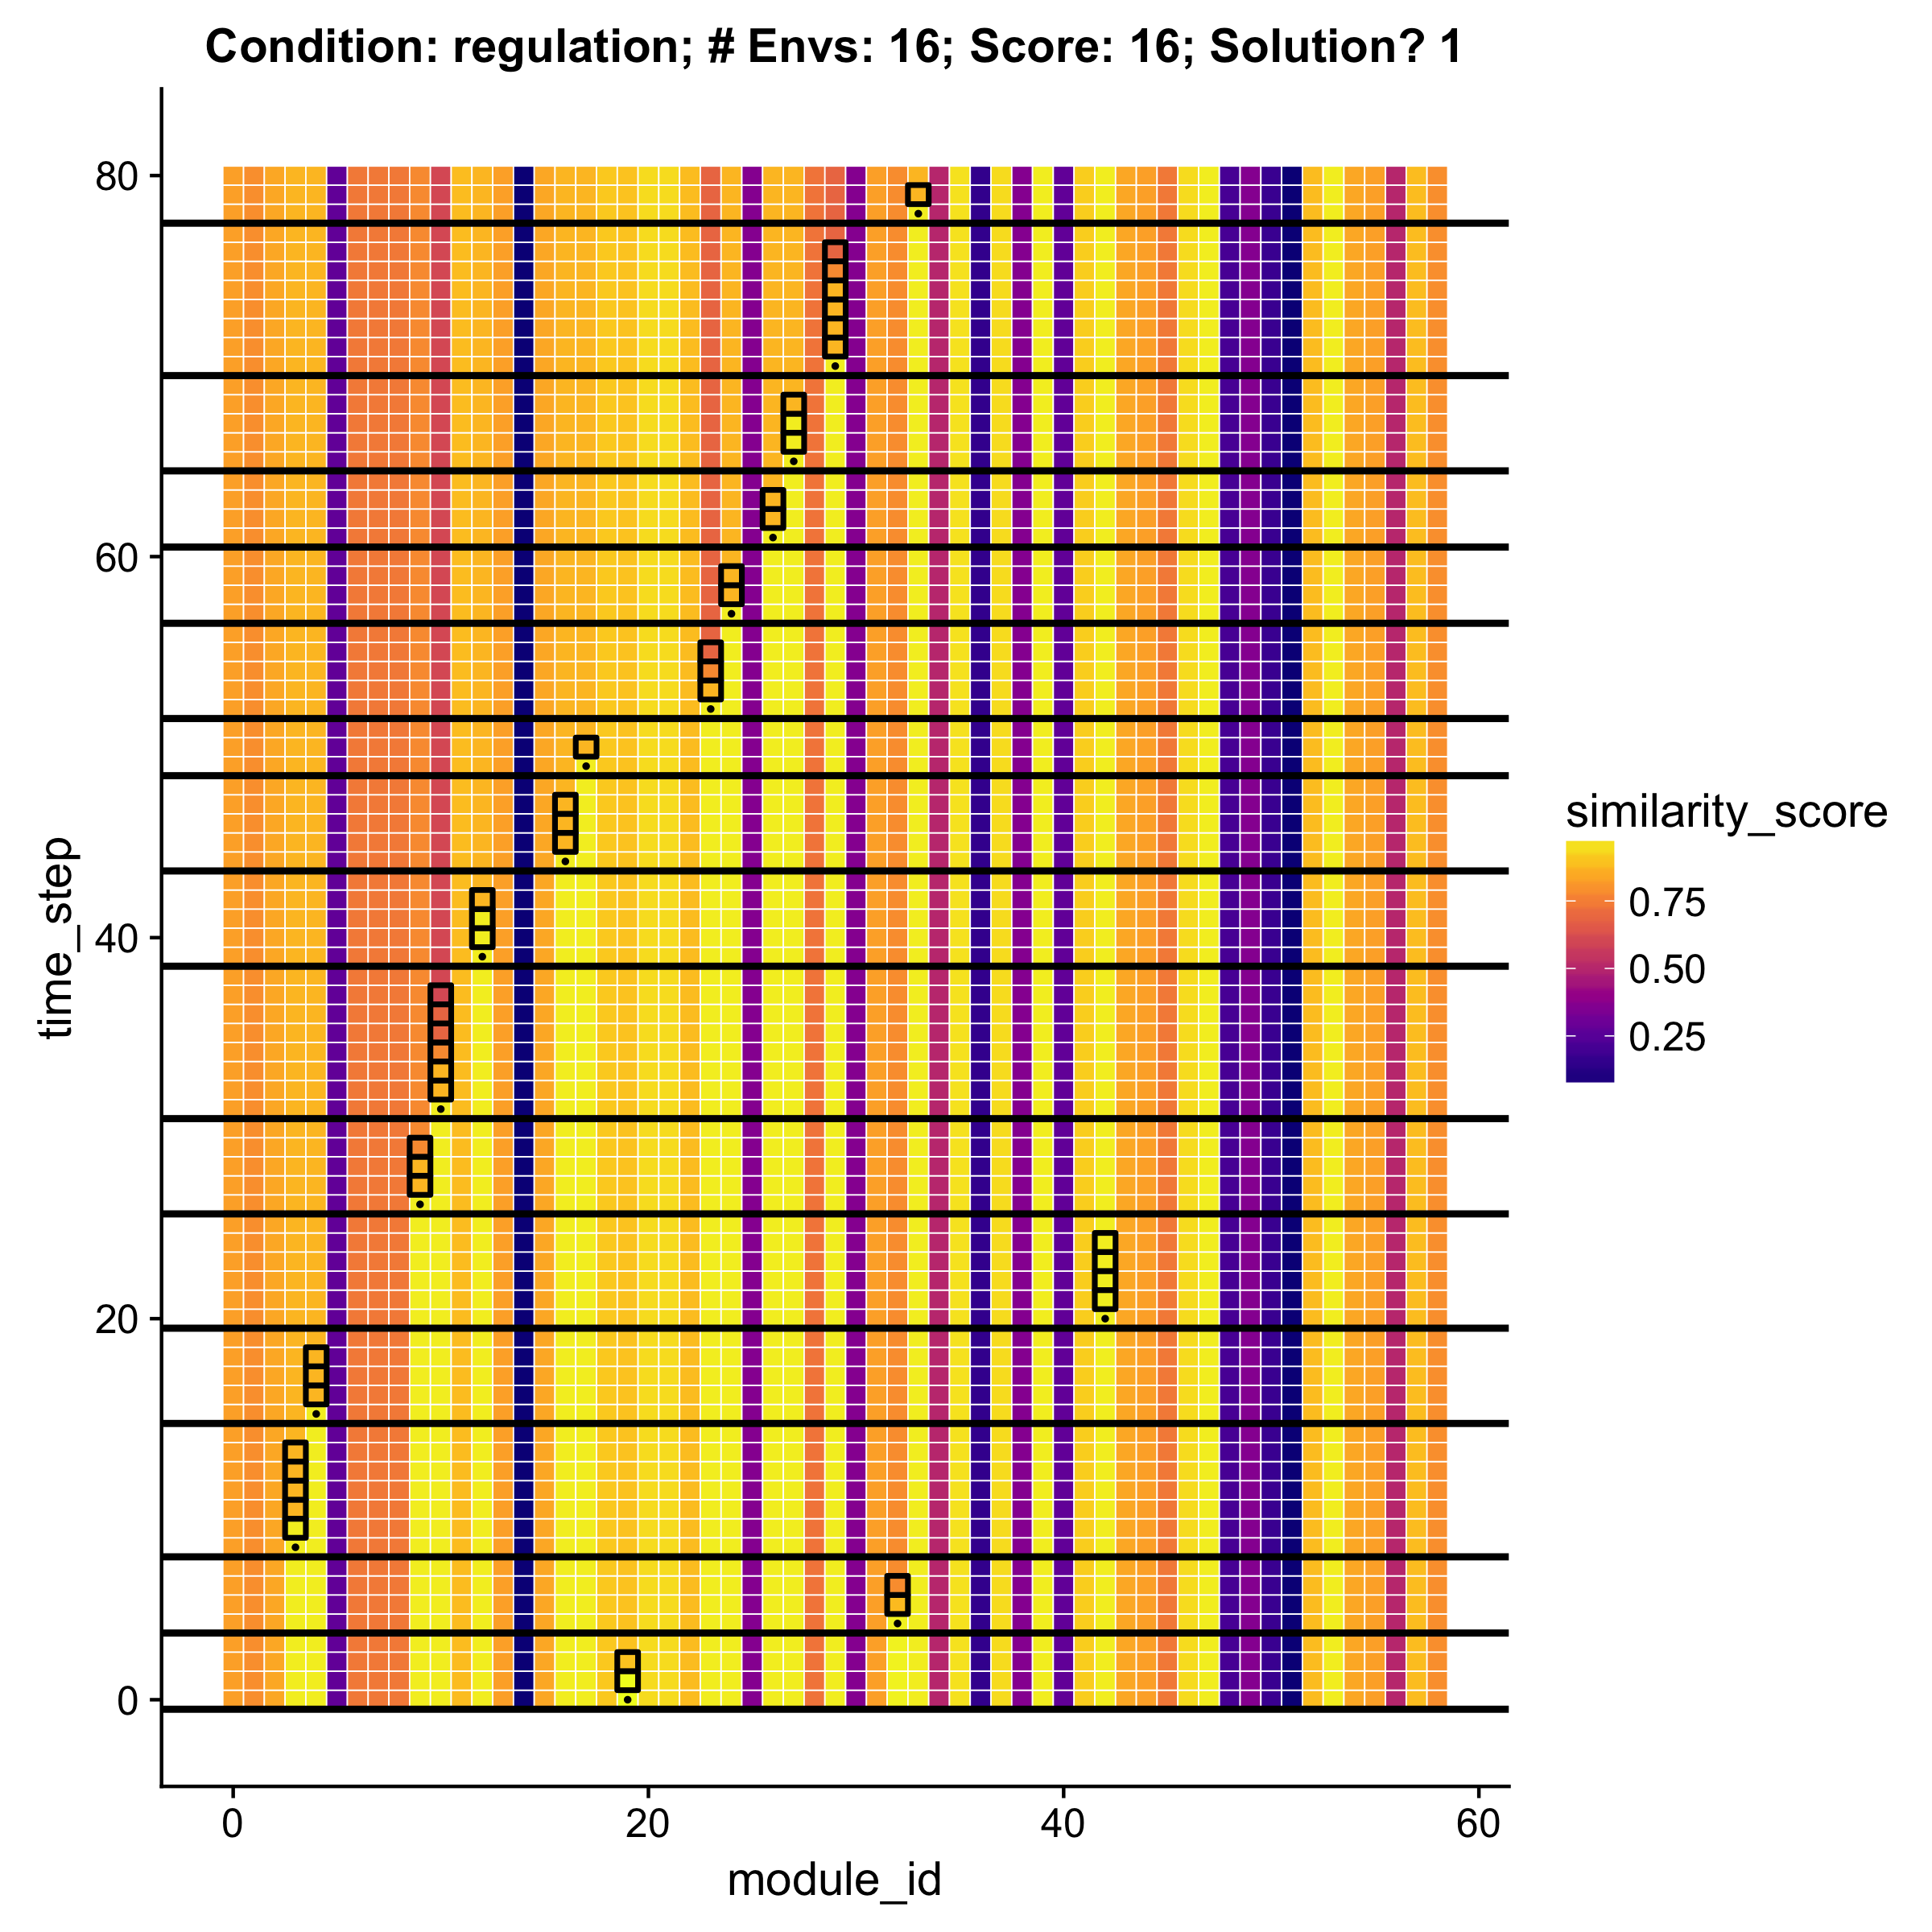 Condition: regulation; # Envs: 16; Score: 16; Solution? 1
80
60
40
20
0
time_step
0 20 40 60
module_id
similarity_score
0.75
0.50
0.25